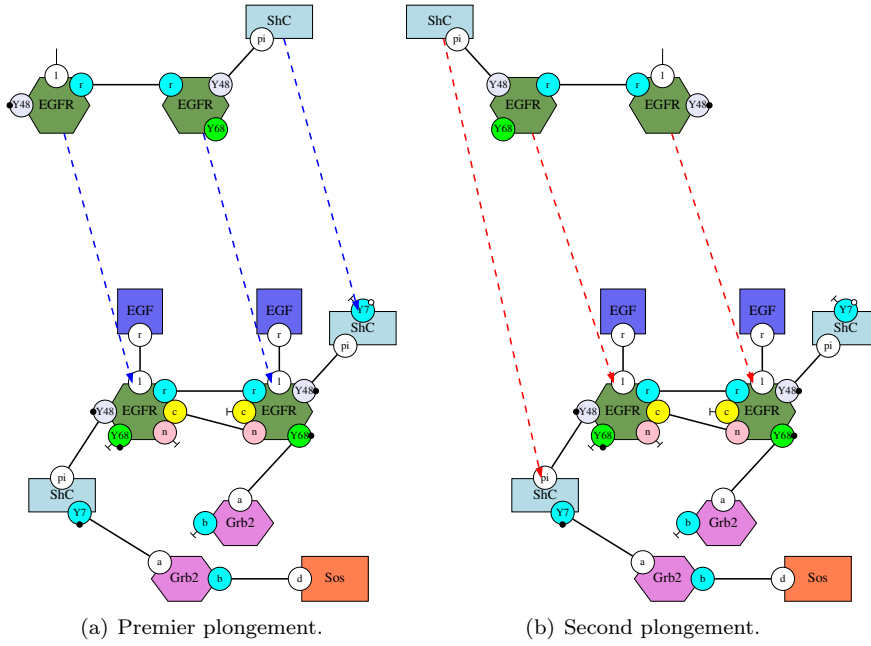 ShC ShC
pi pi
l r r Y48 Y48 r r l
Y48 EGFR EGFR EGFR EGFR Y48
Y68 Y68
EGF EGF Y7 EGF EGF Y7
ShC ShC
r r pi r r pi
l l l l
r r Y48 r r Y48
Y48 EGFR c c EGFR Y48 EGFR c c EGFR
Y68 n n Y68 Y68 n n Y68
pi pi
ShC a ShC a
Y7 b Grb2 Y7 b Grb2
a a
Grb2 b d Sos Grb2 b d Sos
(a) Premier plongement. (b) Second plongement.